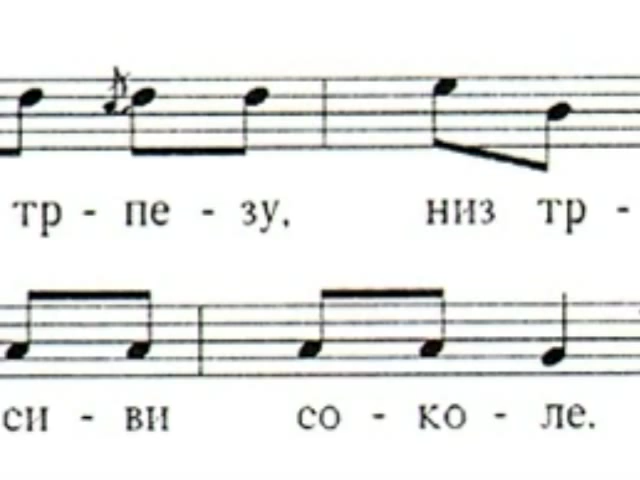 тр - пе - зу, низ тр -
си - ви со - ко - ле.